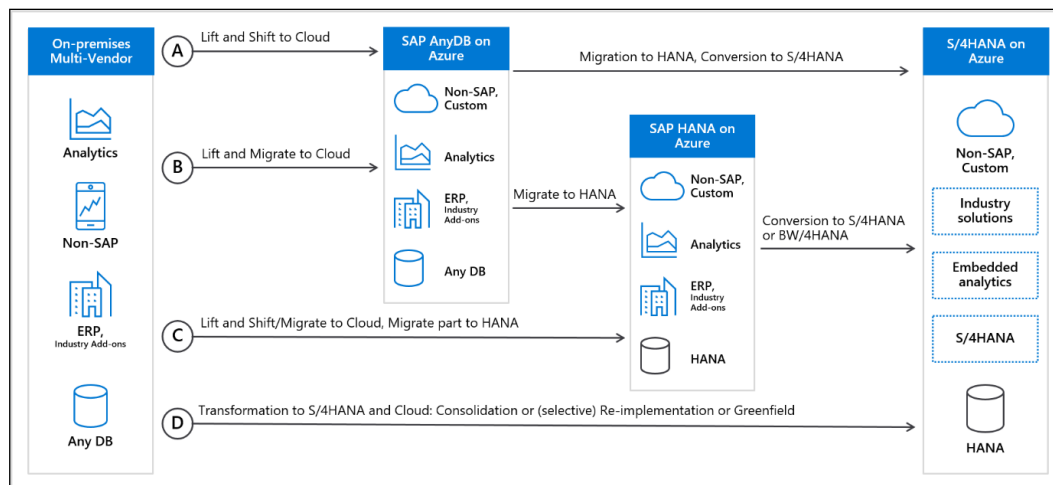 On-premises
Multi-Vendor
Analytics
Non-SAP
ERP,
Industry Add-ons
Any DB
A
Lift and Shift to Cloud
B
Lift and Migrate to Cloud
C
Lift and Shift/Migrate to Cloud, Migrate part to HANA
D
Transformation to S/4HANA and Cloud: Consolidation or (selective) Re-implementation or Greenfield
SAP AnyDB on
Azure
Non-SAP,
Custom
Analytics
ERP,
Industry
Add-ons
Any DB
Migration to HANA, Conversion to S/4HANA
Migrate to HANA
SAP HANA on
Azure
Non-SAP,
Custom
Analytics
ERP,
Industry
Add-ons
HANA
Conversion to S/4HANA
or BW/4HANA
S/4HANA on
Azure
Non-SAP,
Custom
Industry
solutions
Embedded
analytics
S/4HANA
HANA